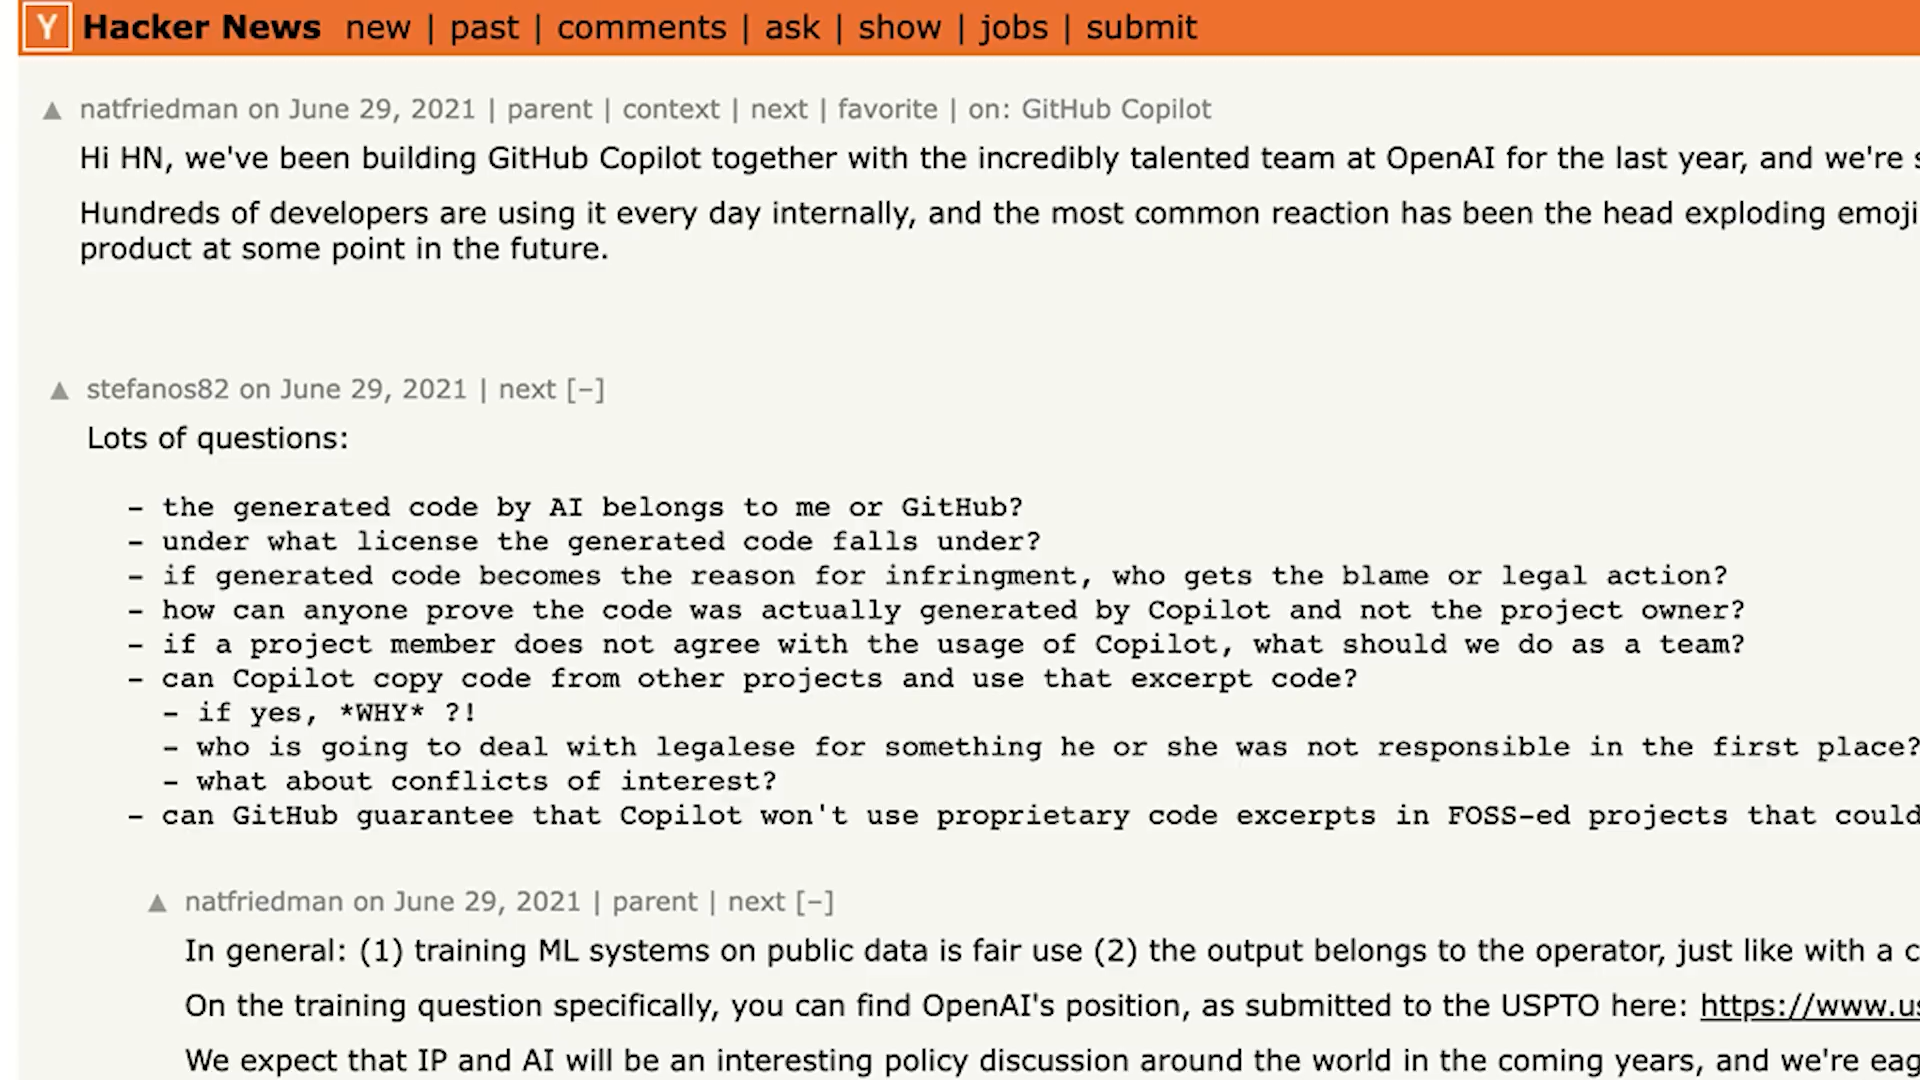 Y Hacker News new | past | comments | ask | show | jobs | submit
▲ natfriedman on June 29, 2021 | parent | context | next | favorite | on: GitHub Copilot
Hi HN, we've been building GitHub Copilot together with the incredibly talented team at OpenAI for the last year, and we're
Hundreds of developers are using it every day internally, and the most common reaction has been the head exploding emoji
product at some point in the future.
▲ stefanos82 on June 29, 2021 | next [–]
Lots of questions:
- the generated code by AI belongs to me or GitHub?
- under what license the generated code falls under?
- if generated code becomes the reason for infringment, who gets the blame or legal action?
- how can anyone prove the code was actually generated by Copilot and not the project owner?
- if a project member does not agree with the usage of Copilot, what should we do as a team?
- can Copilot copy code from other projects and use that excerpt code?
- if yes, *WHY* ?!
- who is going to deal with legalese for something he or she was not responsible in the first place?
- what about conflicts of interest?
- can GitHub guarantee that Copilot won't use proprietary code excerpts in FOSS-ed projects that could
▲ natfriedman on June 29, 2021 | parent | next [–]
In general: (1) training ML systems on public data is fair use (2) the output belongs to the operator, just like with a
On the training question specifically, you can find OpenAI's position, as submitted to the USPTO here: https://www.us
We expect that IP and AI will be an interesting policy discussion around the world in the coming years, and we're